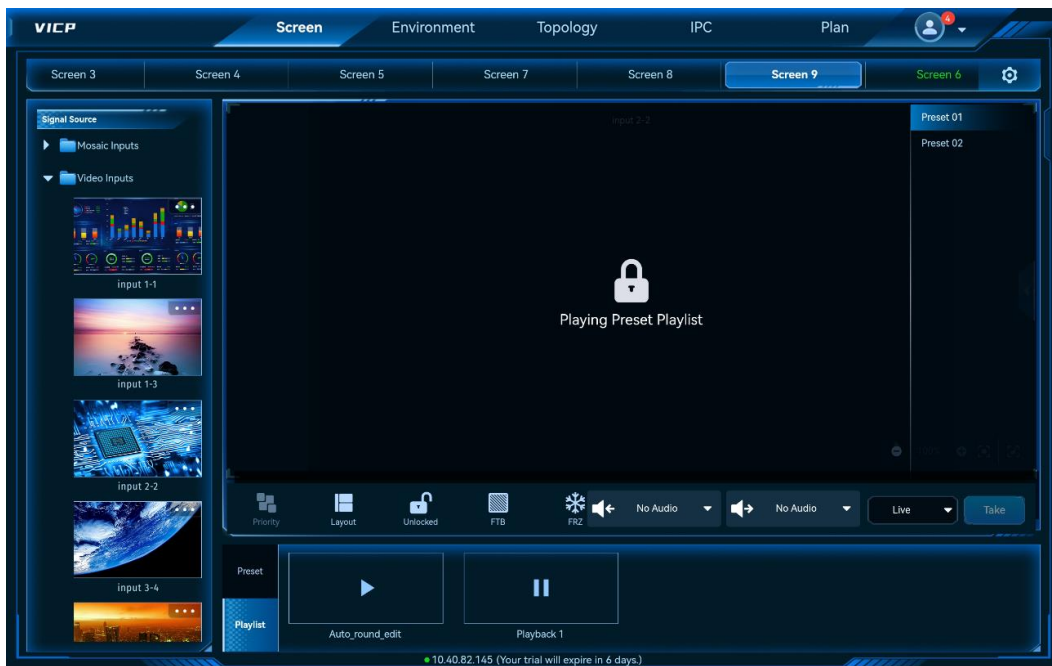 VICP
Screen
Environment
Topology
IPC
Plan
4
Screen 3
Screen 4
Screen 5
Screen 7
Screen 8
Screen 9
Screen 6
Signal Source
Mosaic Inputs
Video Inputs
input 1-1
input 1-3
input 2-2
input 3-4
input 2-2
Playing Preset Playlist
Preset 01
Preset 02
Priority
Layout
Unlocked
FTB
FRZ
No Audio
No Audio
Live
Take
Preset
Playlist
Auto_round_edit
Playback 1
10.40.82.145 (Your trial will expire in 6 days.)